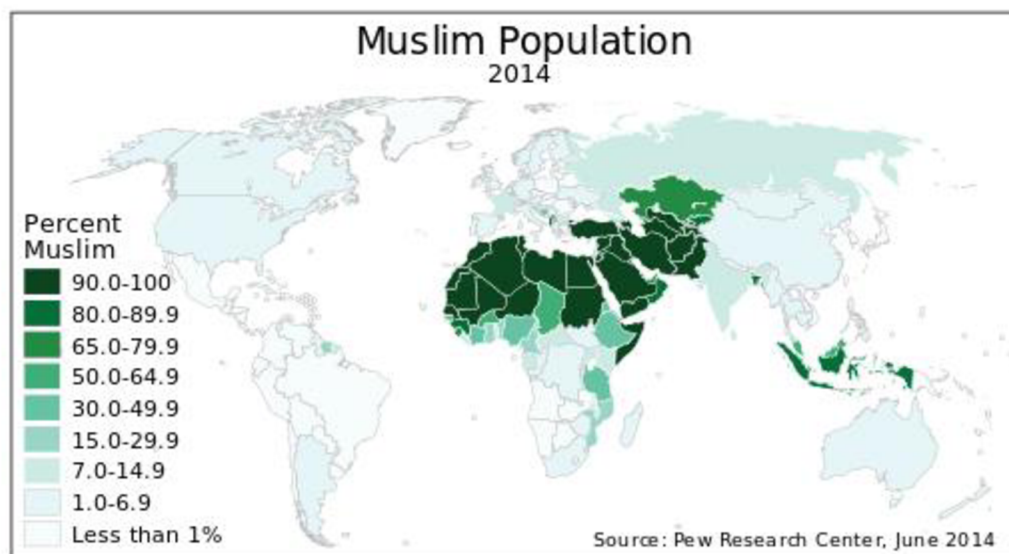 Muslim Population
2014
Percent
Muslim
90.0-100
80.0-89.9
65.0-79.9
50.0-64.9
30.0-49.9
15.0-29.9
7.0-14.9
1.0-6.9
Less than 1%
Source: Pew Research Center, June 2014